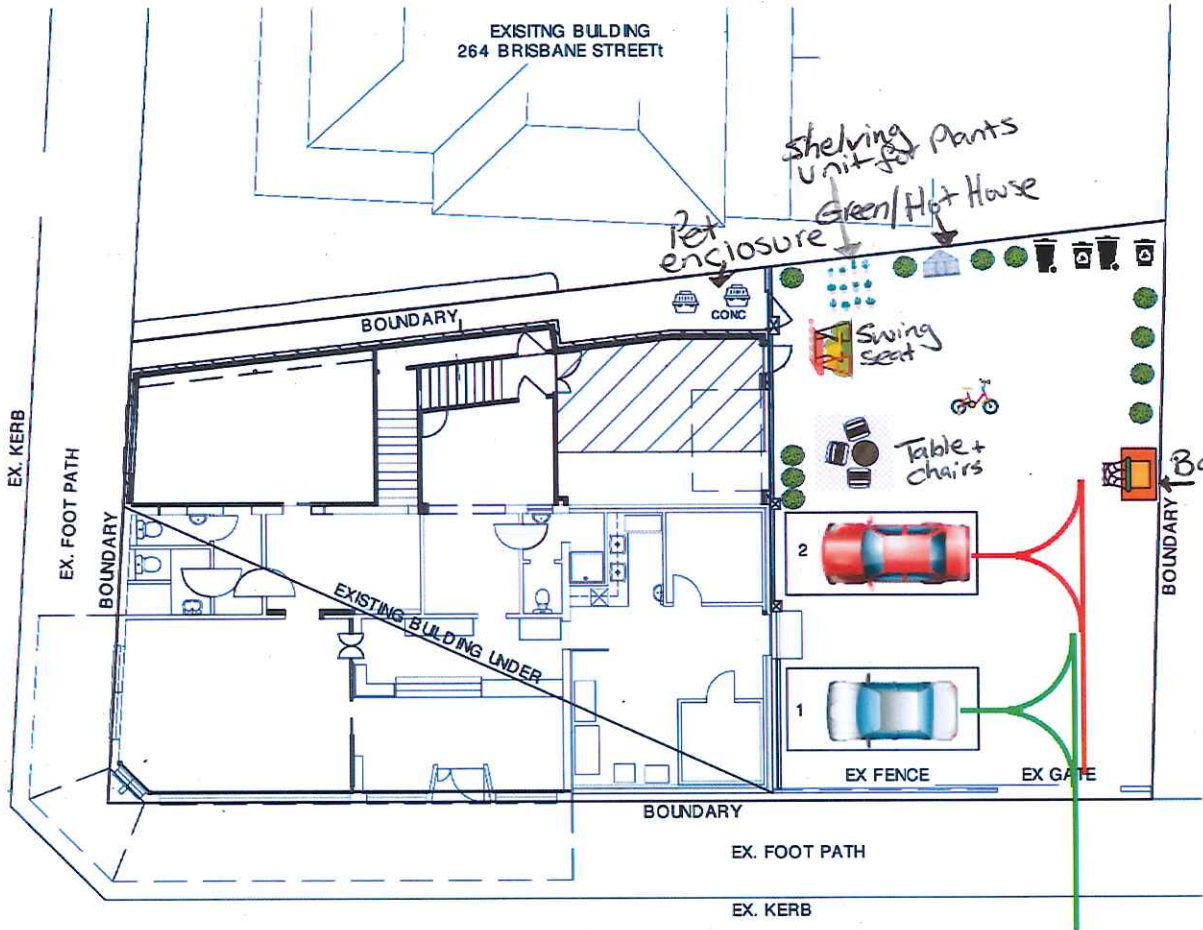 EXISITNG BUILDING
264 BRISBANE STREETt
Shelving
unit for Plants
Green/Hot House
Pet
enclosure
CONC
BOUNDARY
Swing
seat
EX. KERB
EX. FOOT PATH
BOUNDARY
Table +
chairs
BOUNDARY
2
EXISTING BUILDING UNDER
1
EX FENCE
EX GATE
BOUNDARY
EX. FOOT PATH
EX. KERB